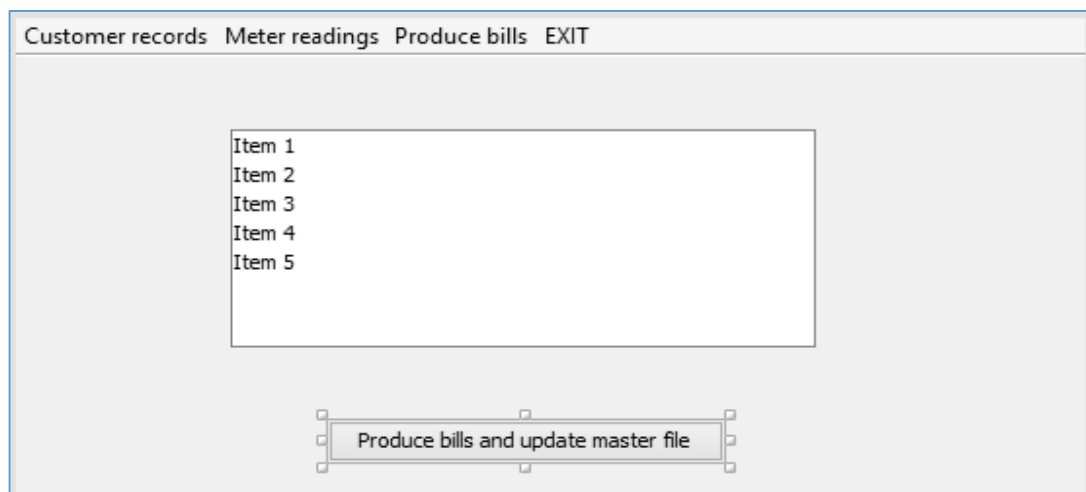 Customer records Meter readings Produce bills EXIT
Item 1
Item 2
Item 3
Item 4
Item 5
Produce bills and update master file